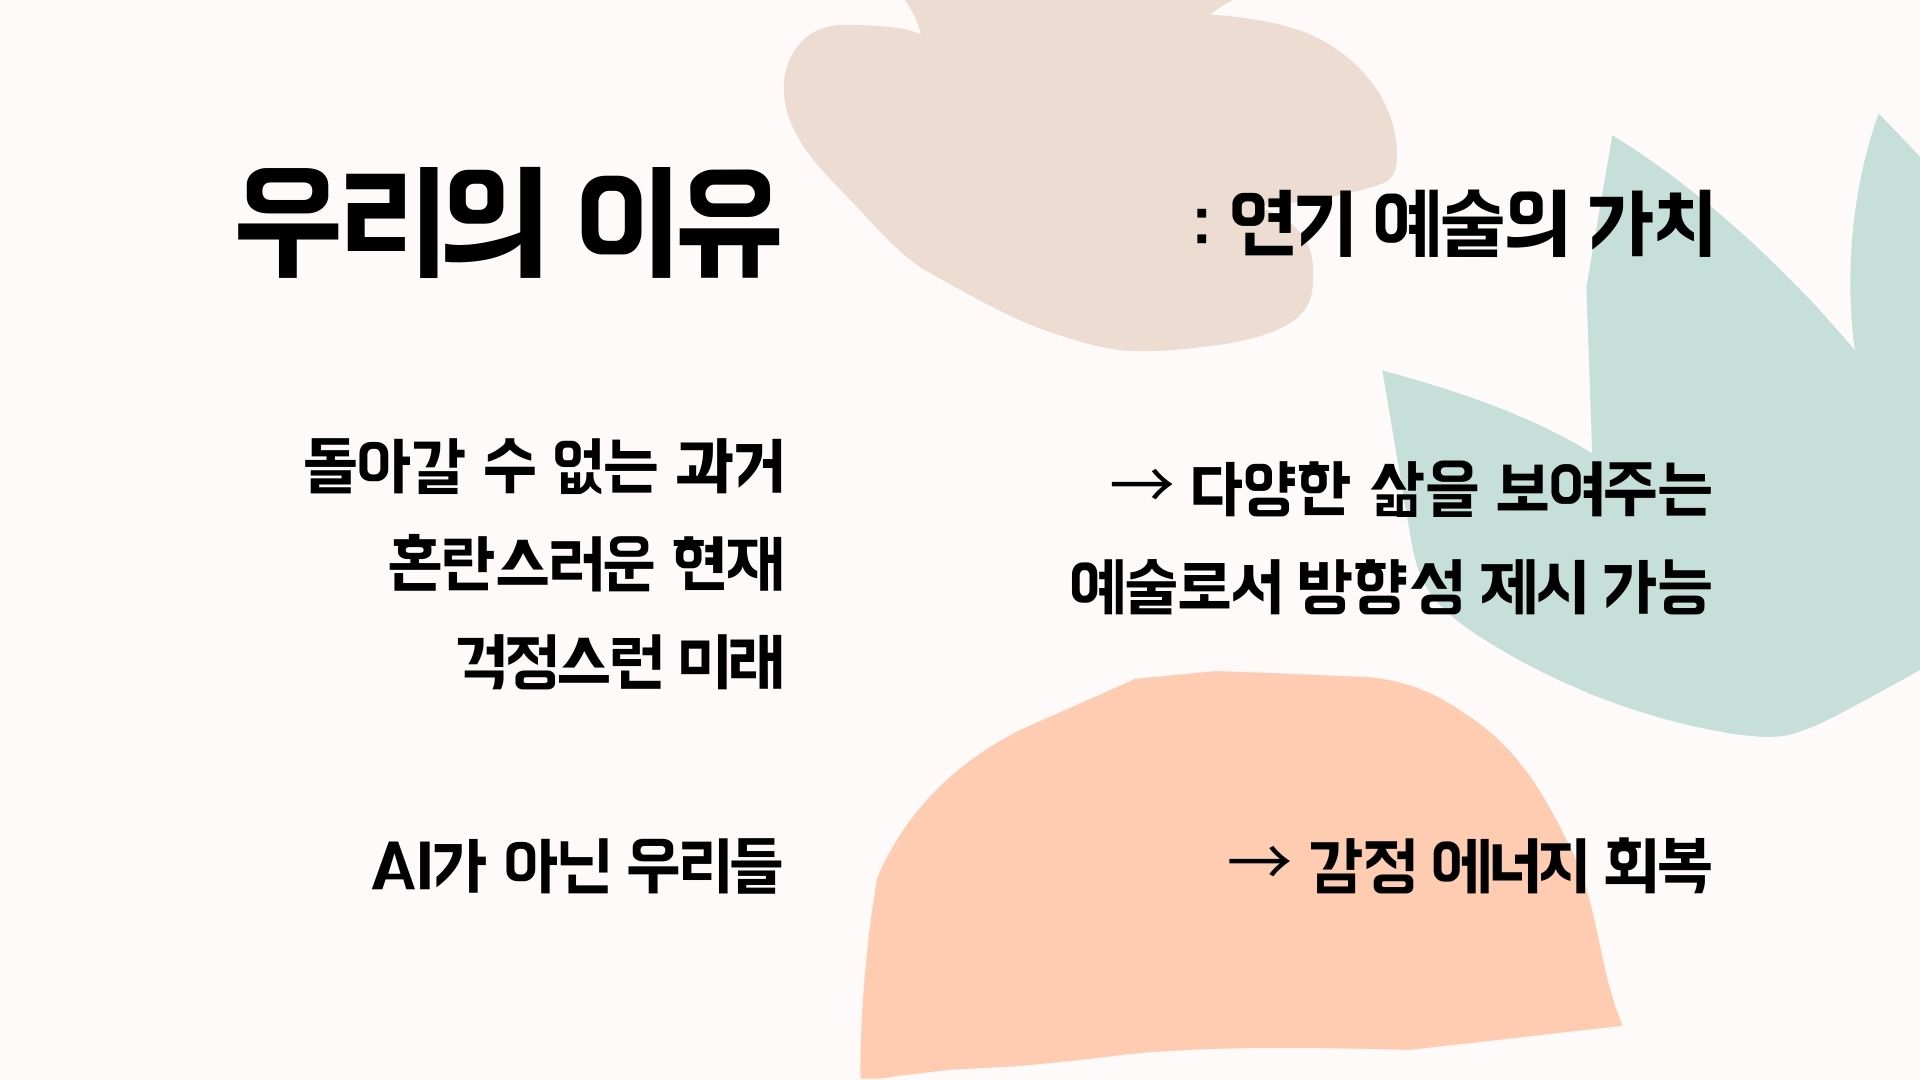 우리의 이유
: 연기 예술의 가치
돌아갈 수 없는 과거
혼란스러운 현재
걱정스런 미래
→ 다양한 삶을 보여주는
예술로서 방향성 제시 가능
AI가 아닌 우리들
→ 감정 에너지 회복